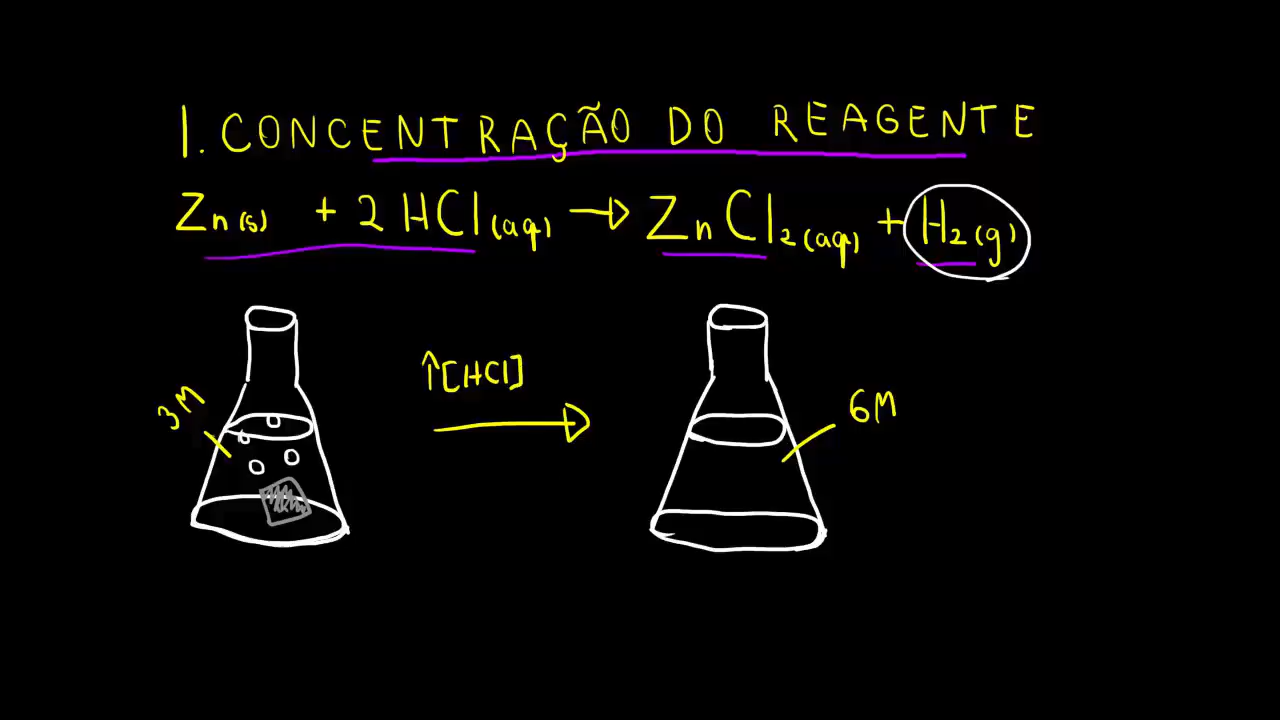 1. CONCENTRAÇÃO DO REAGENTE
Zn(s) + 2 HCl(aq) → ZnCl₂(aq) + H₂(g)
↑[HCl]
3M
6M